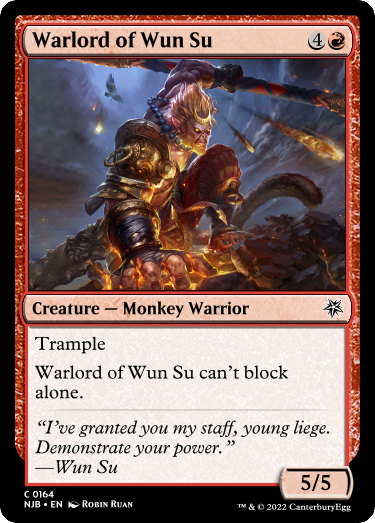 Warlord of Wun Su 4
Creature — Monkey Warrior
Trample
Warlord of Wun Su can't block
alone.
“I've granted you my staff, young liege.
Demonstrate your power.”
—Wun Su
5/5
C 0164
NJB • EN Robin Ruan
™ & © 2022 CanterburyEgg